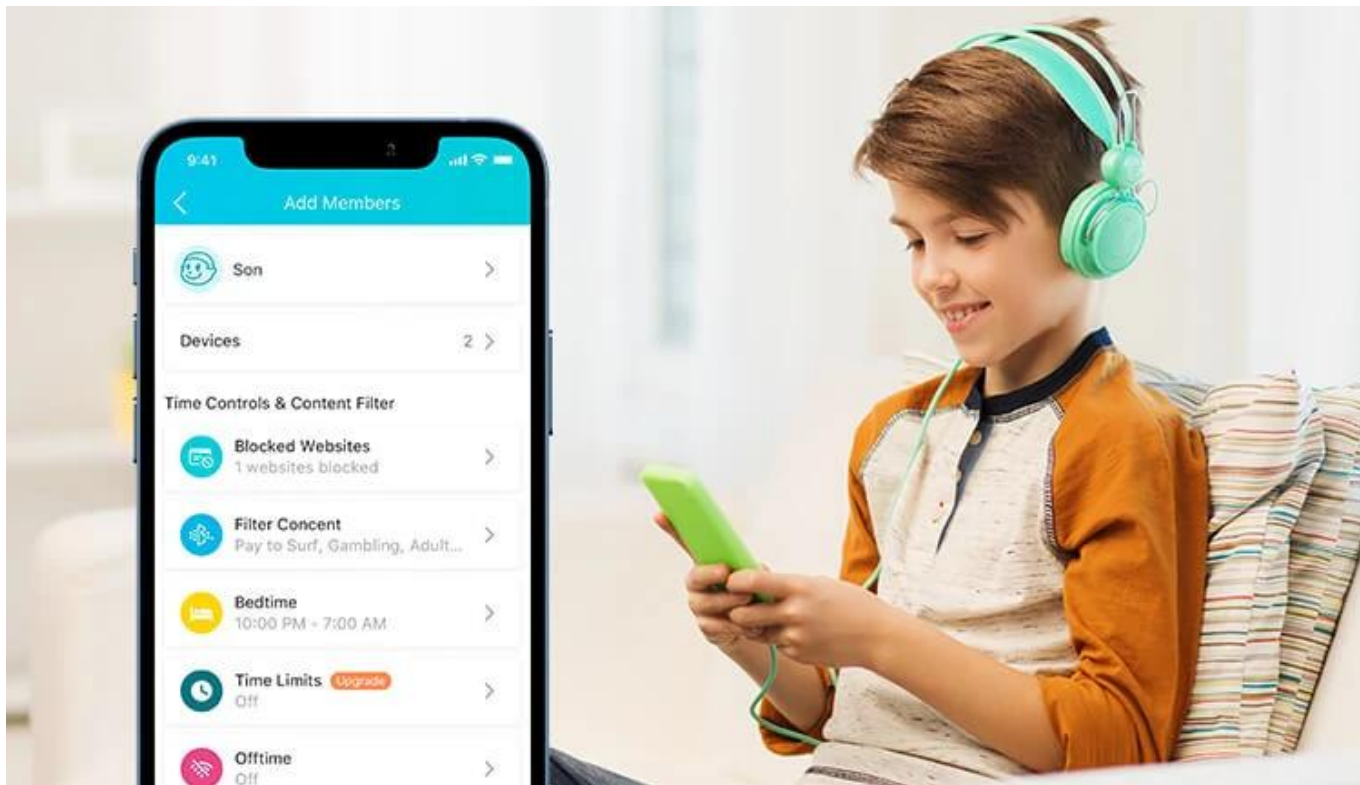 9:41
Add Members
Son
Devices 2
Time Controls & Content Filter
Blocked Websites
1 websites blocked
Filter Concent
Pay to Surf, Gambling, Adult...
Bedtime
10:00 PM - 7:00 AM
Time Limits Upgrade
Off
Offtime
Off